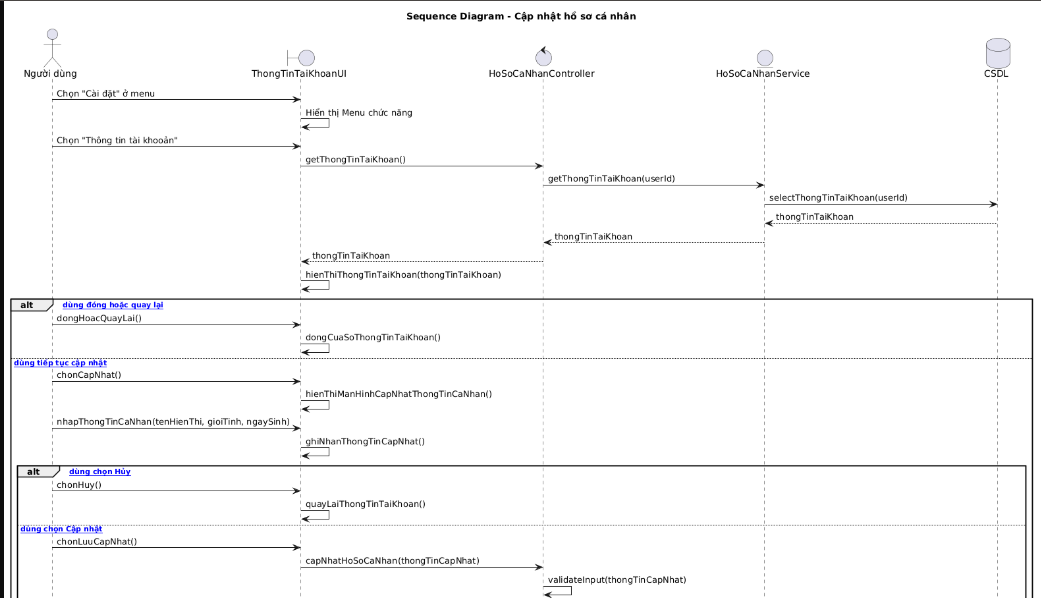 Sequence Diagram - Cập nhật hồ sơ cá nhân
Người dùng
ThongTinTaiKhoanUI
HoSoCaNhanController
HoSoCaNhanService
CSDL
Chọn "Cài đặt" ở menu
Hiển thị Menu chức năng
Chọn "Thông tin tài khoản"
getThongTinTaiKhoan()
getThongTinTaiKhoan(userId)
selectThongTinTaiKhoan(userId)
thongTinTaiKhoan
thongTinTaiKhoan
thongTinTaiKhoan
hienThiThongTinTaiKhoan(thongTinTaiKhoan)
alt dùng đóng hoặc quay lại
dongHoacQuayLai()
dongCuaSoThongTinTaiKhoan()
dùng tiếp tục cập nhật
chonCapNhat()
hienThiManHinhCapNhatThongTinCaNhan()
nhapThongTinCaNhan(tenHienThi, gioiTinh, ngaySinh)
ghiNhanThongTinCapNhat()
alt dùng chọn Hủy
chonHuy()
quayLaiThongTinTaiKhoan()
dùng chọn Cập nhật
chonLuuCapNhat()
capNhatHoSoCaNhan(thongTinCapNhat)
validateInput(thongTinCapNhat)